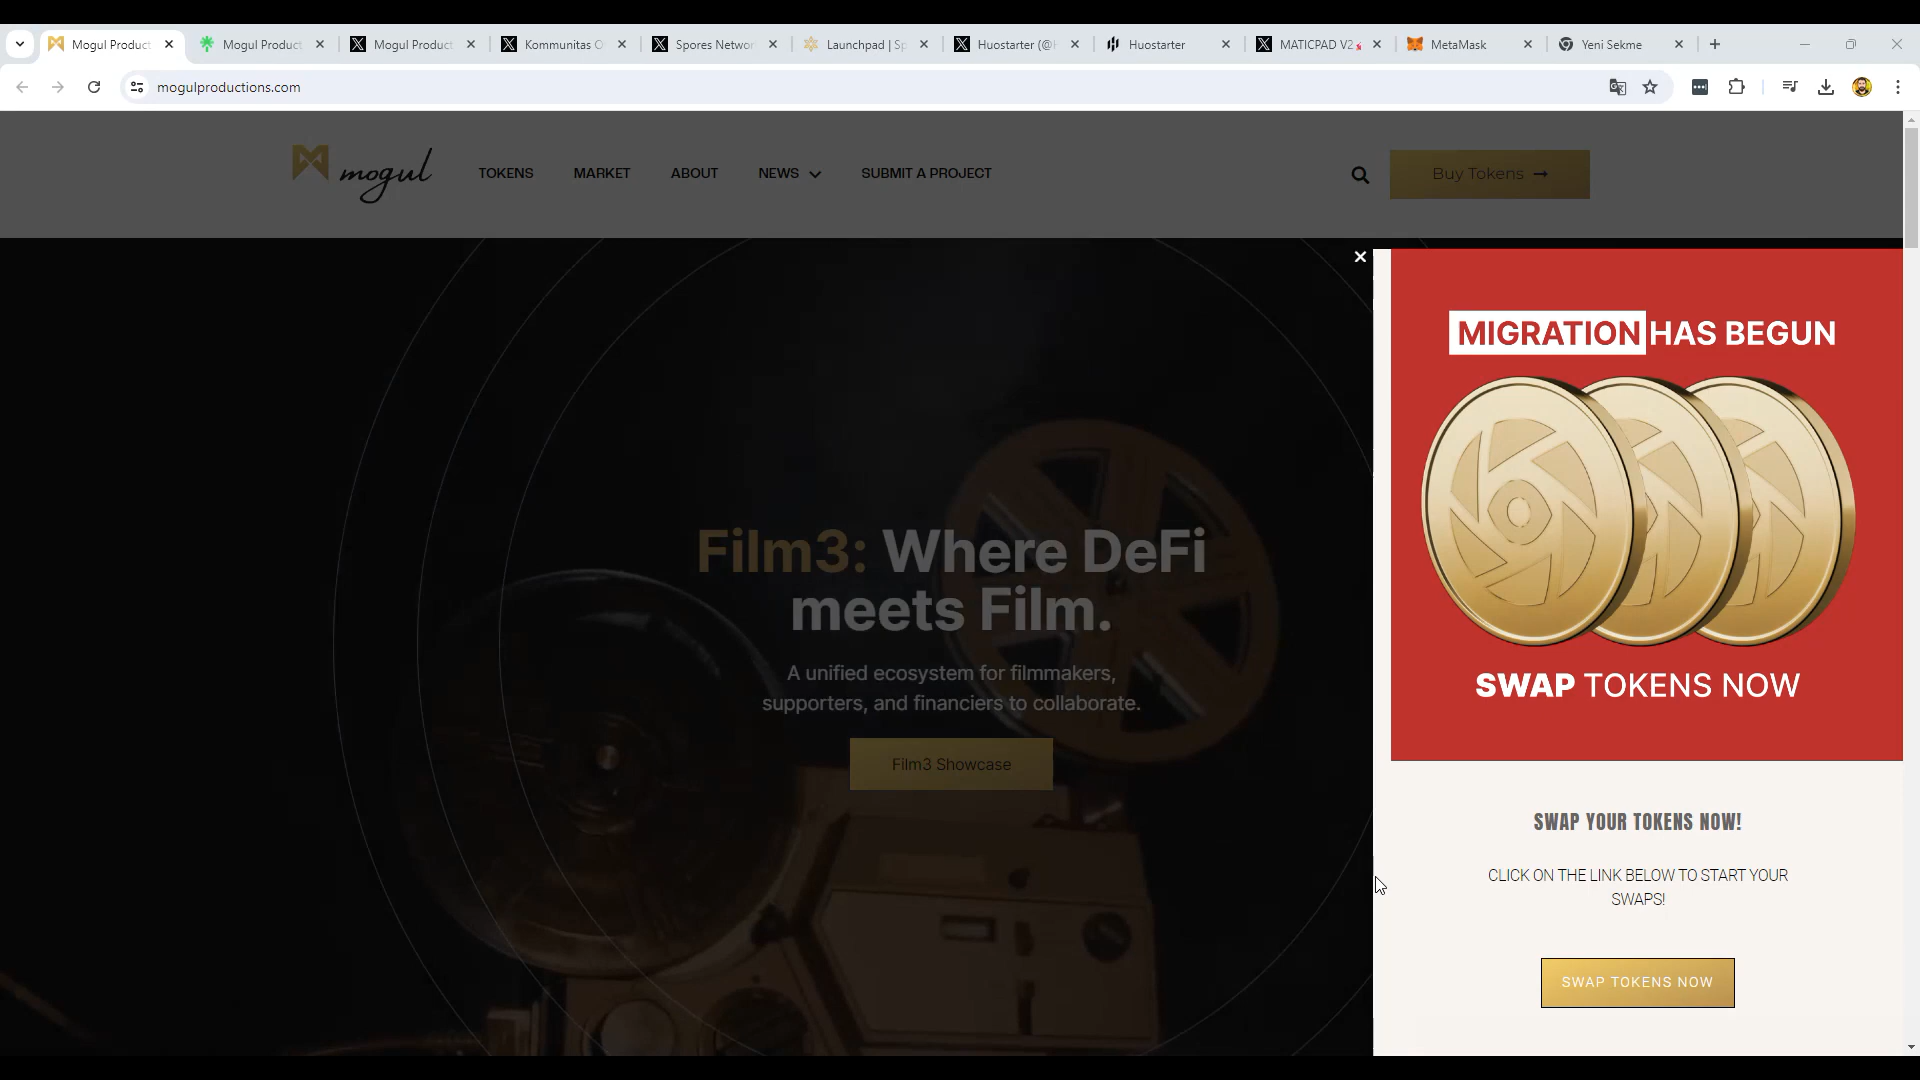 Mogul Product
Mogul Product
Mogul Product
Kommunitas O
Spores Networ
Launchpad | Sp
Huostarter (@H
Huostarter
MATICPAD V2
MetaMask
Yeni Sekme
mogulproductions.com
mogul
TOKENS
MARKET
ABOUT
NEWS
SUBMIT A PROJECT
Buy Tokens →
Film3: Where DeFi
meets Film.
A unified ecosystem for filmmakers,
supporters, and financiers to collaborate.
Film3 Showcase
MIGRATION HAS BEGUN
SWAP TOKENS NOW
SWAP YOUR TOKENS NOW!
CLICK ON THE LINK BELOW TO START YOUR
SWAPS!
SWAP TOKENS NOW